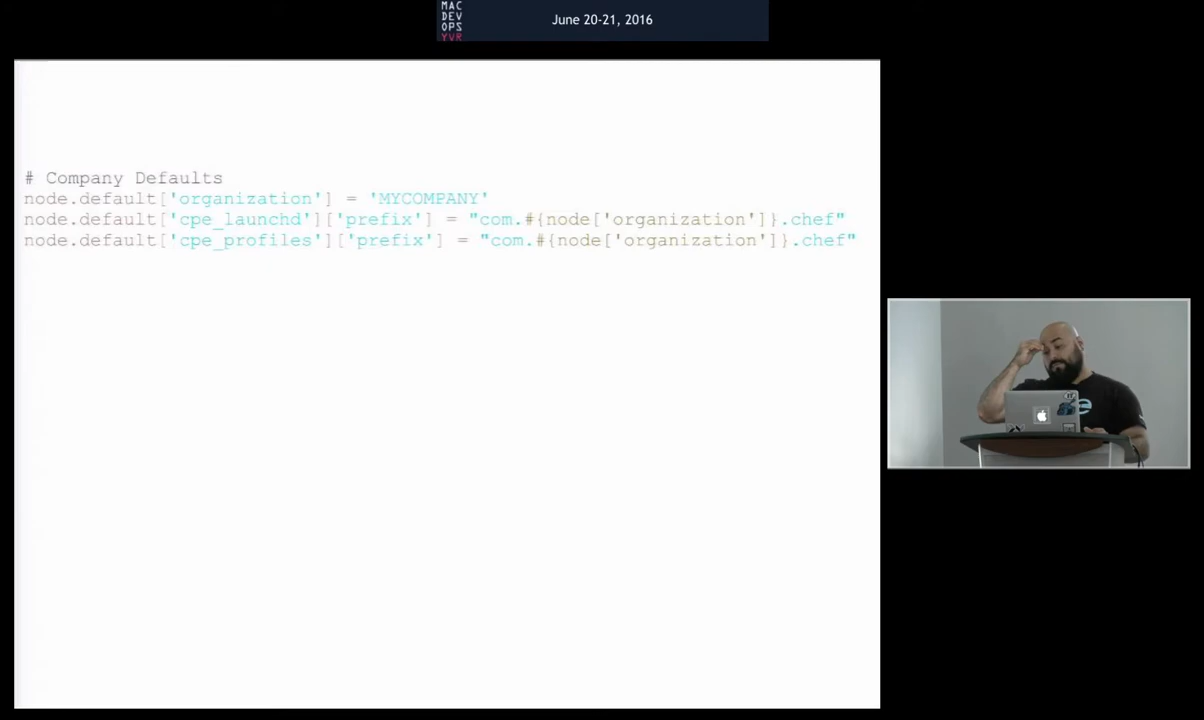 MAC
DEV
OPS
YVR
June 20-21, 2016
# Company Defaults
node.default['organization'] = 'MYCOMPANY'
node.default['cpe_launchd']['prefix'] = "com.#{node['organization']}.chef"
node.default['cpe_profiles']['prefix'] = "com.#{node['organization']}.chef"